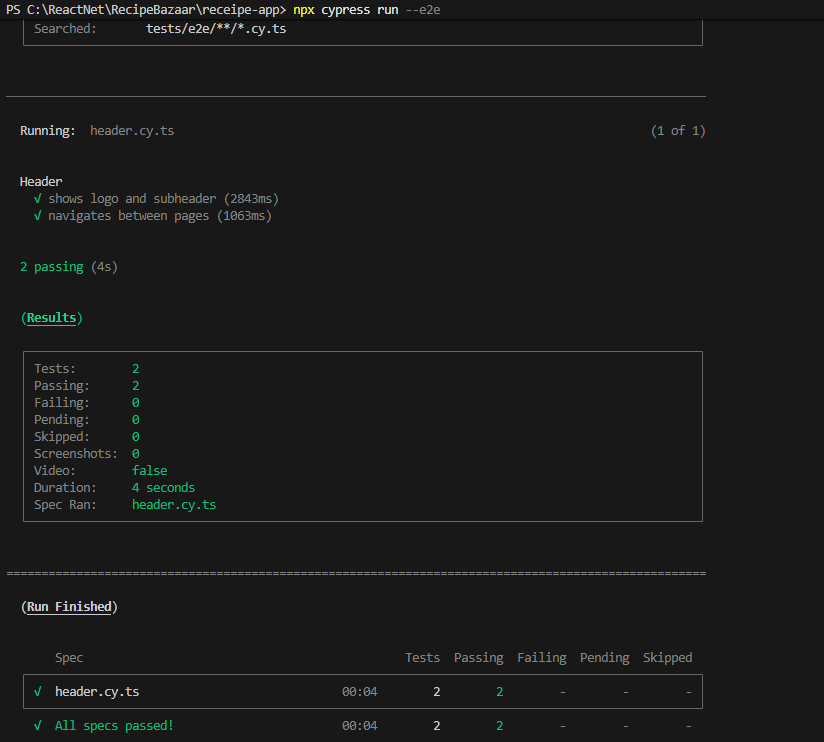 PS C:\ReactNet\RecipeBazaar\receipe-app> npx cypress run --e2e
Searched: tests/e2e/**/*.cy.ts
Running: header.cy.ts (1 of 1)
Header
√ shows logo and subheader (2843ms)
√ navigates between pages (1063ms)
2 passing (4s)
(Results)
Tests: 2
Passing: 2
Failing: 0
Pending: 0
Skipped: 0
Screenshots: 0
Video: false
Duration: 4 seconds
Spec Ran: header.cy.ts
====================================================================================================
(Run Finished)
Spec Tests Passing Failing Pending Skipped
√ header.cy.ts 00:04 2 2 - - -
√ All specs passed! 00:04 2 2 - - -